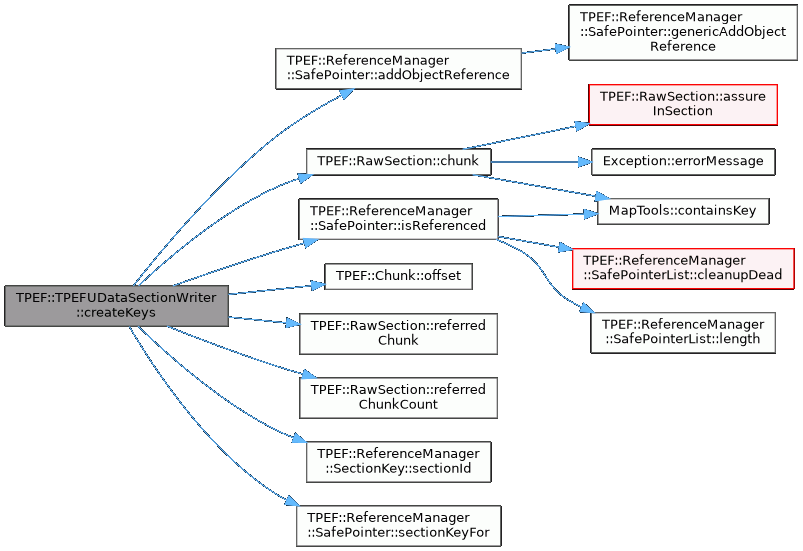 TPEF::TPEFUDataSectionWriter
::createKeys
TPEF::ReferenceManager
::SafePointer::addObjectReference
TPEF::ReferenceManager
::SafePointer::genericAddObject
Reference
TPEF::RawSection::chunk
TPEF::RawSection::assure
InSection
Exception::errorMessage
MapTools::containsKey
TPEF::ReferenceManager
::SafePointer::isReferenced
TPEF::ReferenceManager
::SafePointerList::cleanupDead
TPEF::ReferenceManager
::SafePointerList::length
TPEF::Chunk::offset
TPEF::RawSection::referred
Chunk
TPEF::RawSection::referred
ChunkCount
TPEF::ReferenceManager
::SectionKey::sectionId
TPEF::ReferenceManager
::SafePointer::sectionKeyFor